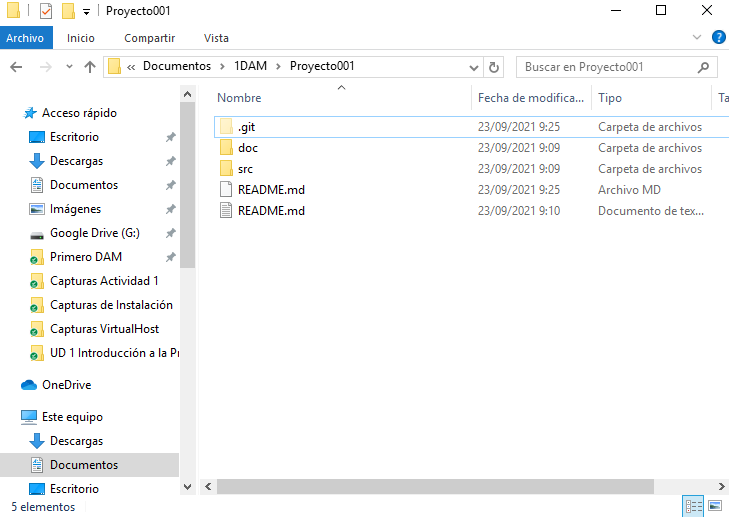 Proyecto001
Archivo Inicio Compartir Vista
« Documentos › 1DAM › Proyecto001
Buscar en Proyecto001
Nombre Fecha de modifica... Tipo Ta
Acceso rápido
Escritorio
Descargas
Documentos
Imágenes
Google Drive (G:)
Primero DAM
Capturas Actividad 1
Capturas de Instalación
Capturas VirtualHost
UD 1 Introducción a la Pr
OneDrive
Este equipo
Descargas
Documentos
Escritorio
.git 23/09/2021 9:25 Carpeta de archivos
doc 23/09/2021 9:09 Carpeta de archivos
src 23/09/2021 9:09 Carpeta de archivos
README.md 23/09/2021 9:25 Archivo MD
README.md 23/09/2021 9:10 Documento de tex...
5 elementos